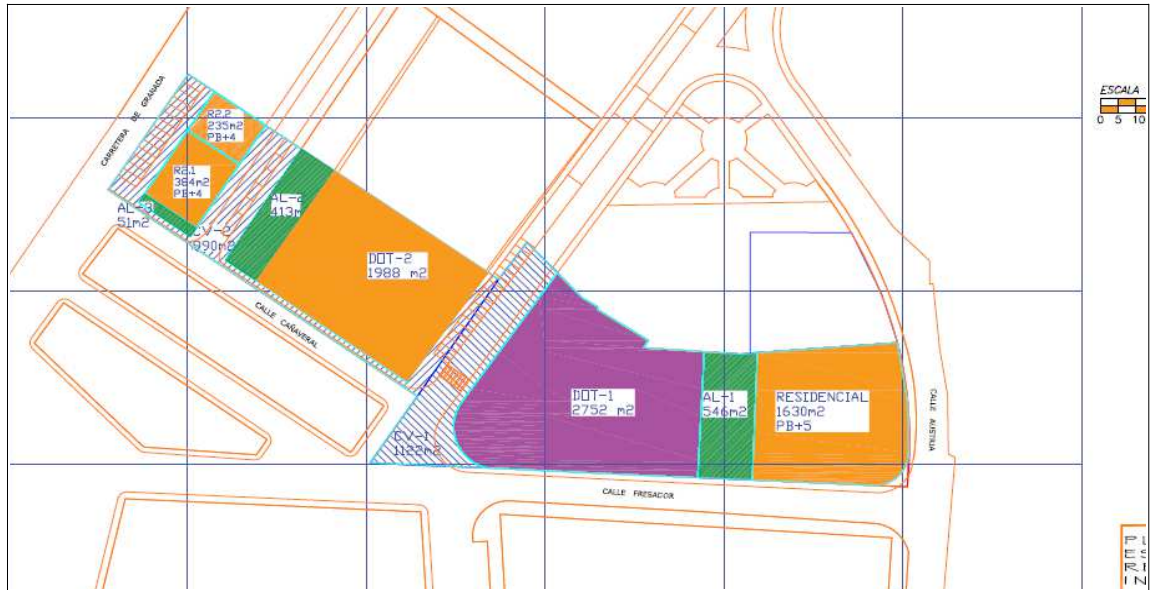 ESCALA
0 5 10
CARRETERA DE GRANADA
R2.2
235m2
PB+4
R2.1
384m2
PB+4
AL-3
51m2
CV-2
990m2
AL-2
413m
DOT-2
1988 m2
CALLE CAÑAVERAL
DOT-1
2752 m2
AL-1
546m2
RESIDENCIAL
1630m2
PB+5
CALLE AUSTRIA
CV-1
1122m2
CALLE FRESADOR
P L
E S
R I
I N